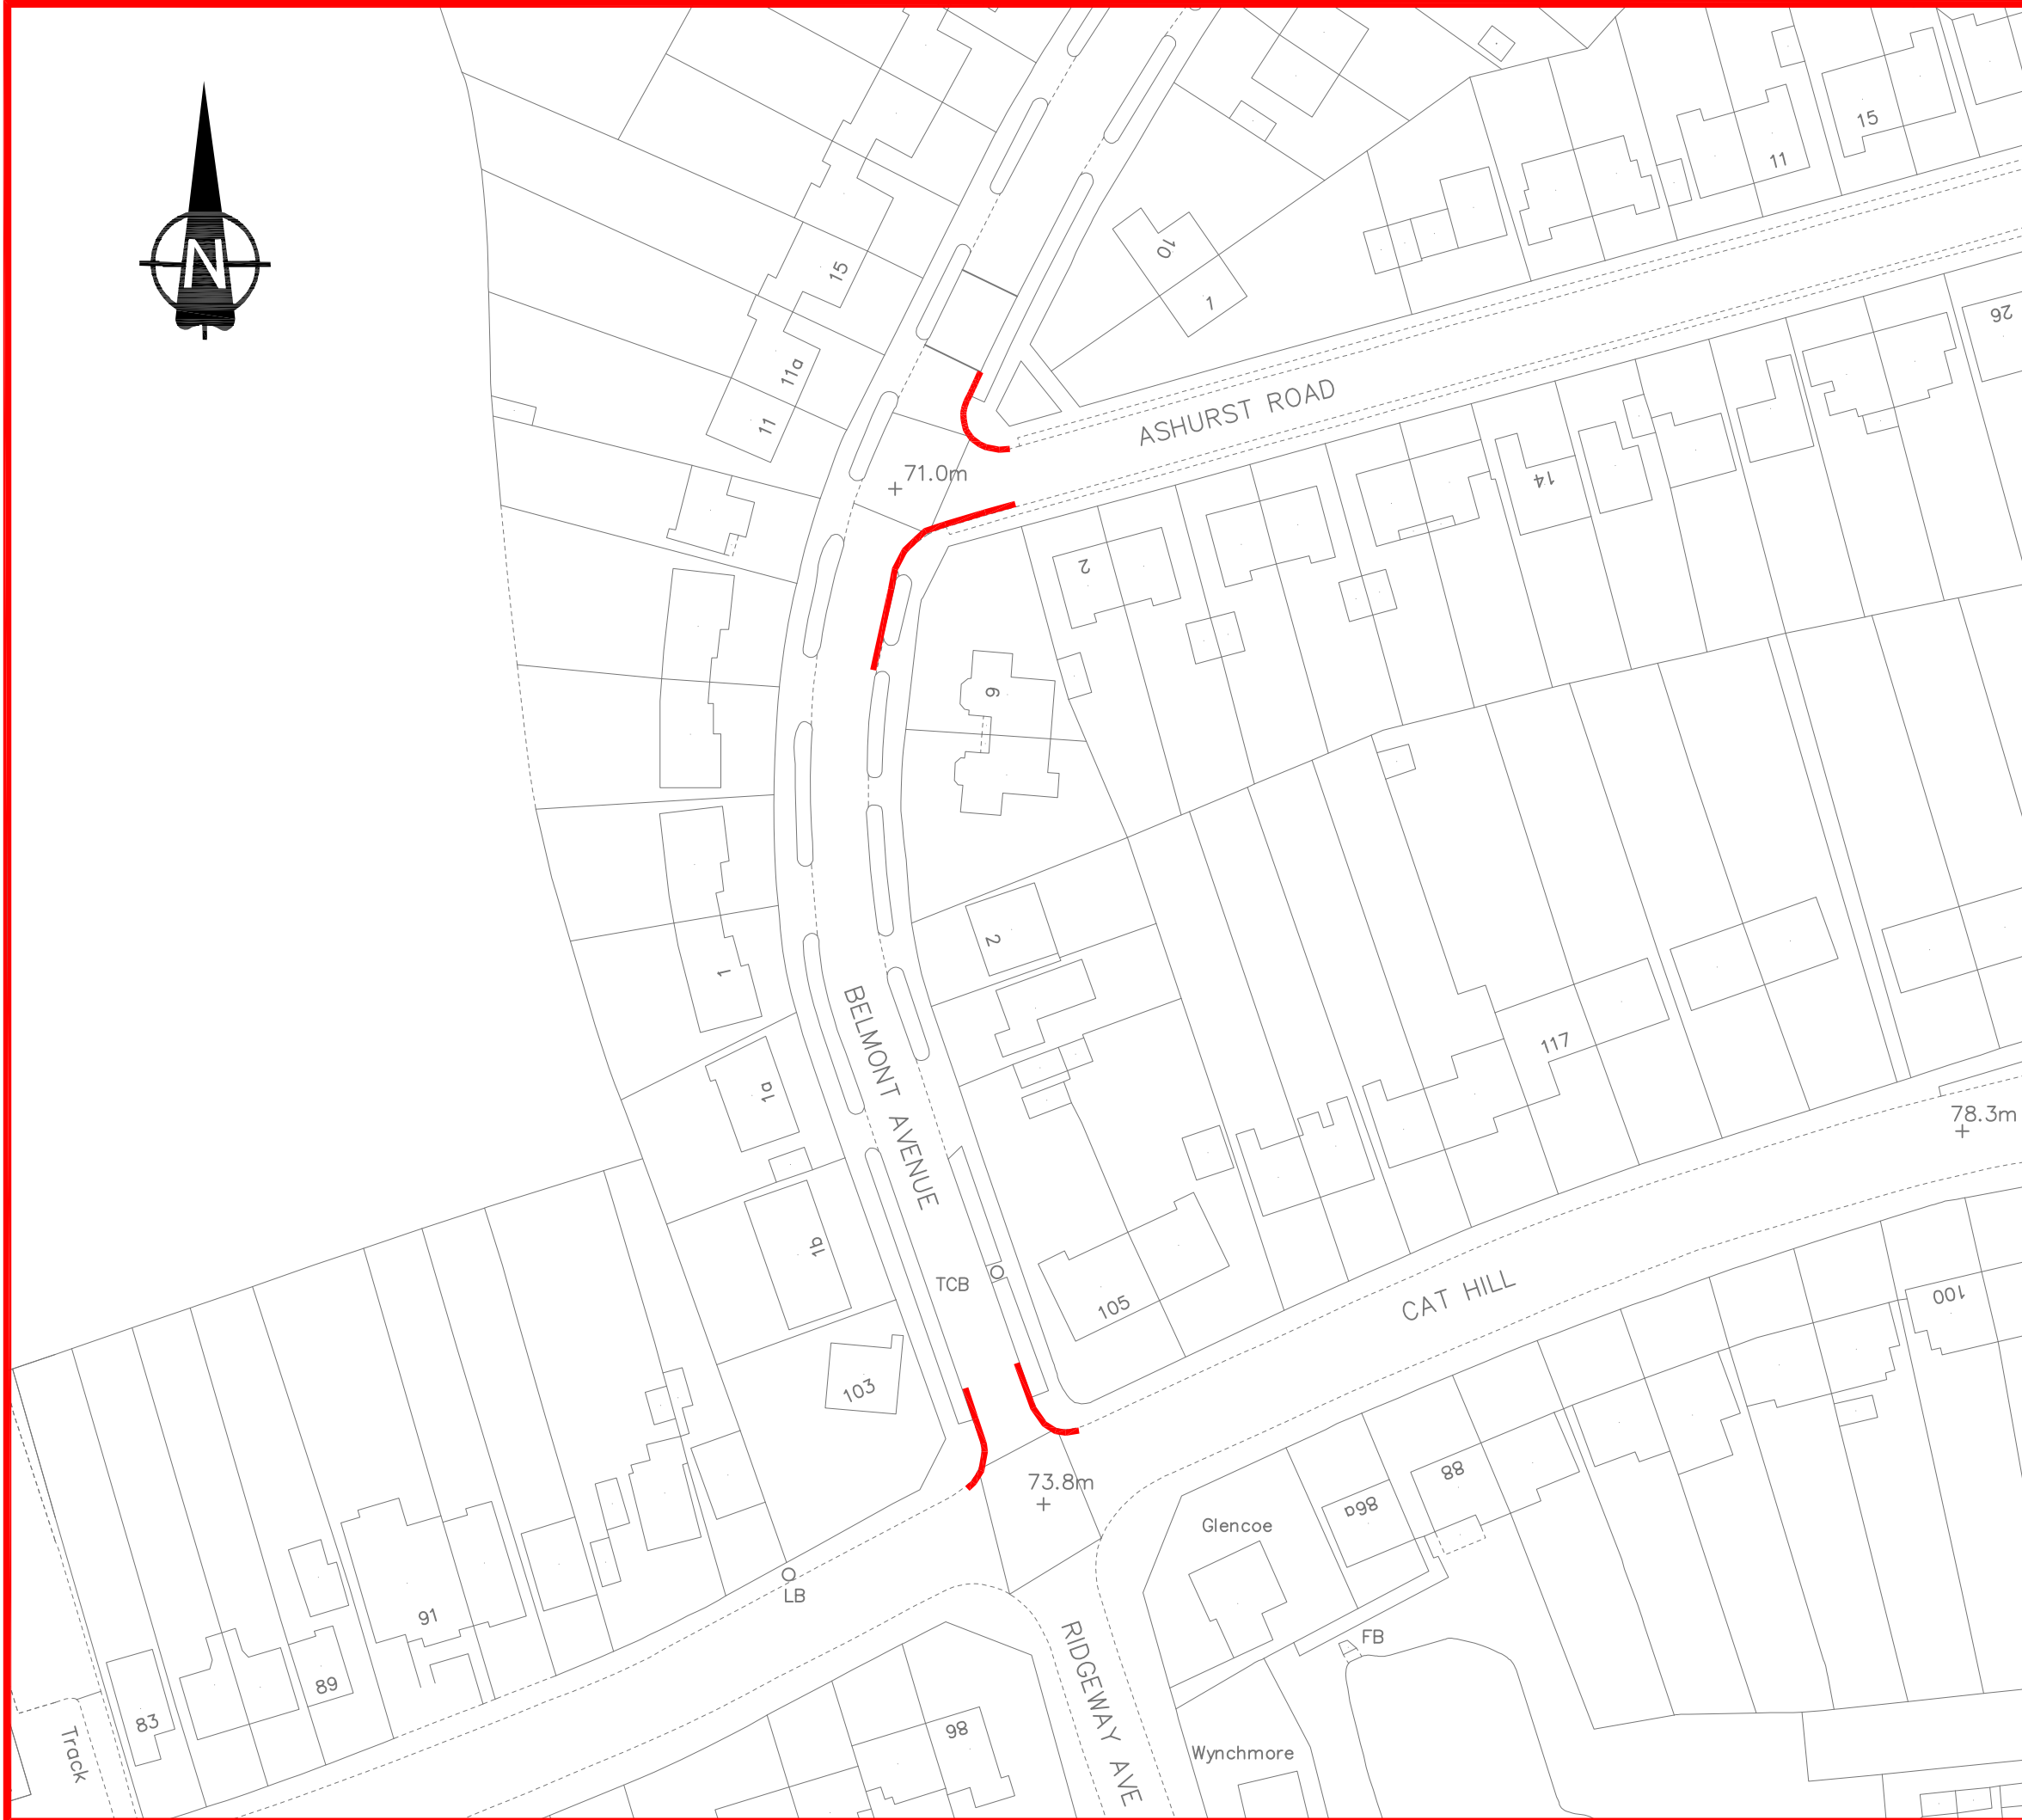 N
15
11
15
10
1
26
ASHURST ROAD
11a
11
71.0m
14
2
6
2
1
BELMONT AVENUE
117
1a
78.3m
1b
TCB
105
CAT HILL
100
103
73.8m
88
86a
Glencoe
LB
91
FB
RIDGEWAY AVE
89
83
98
Track
Wynchmore